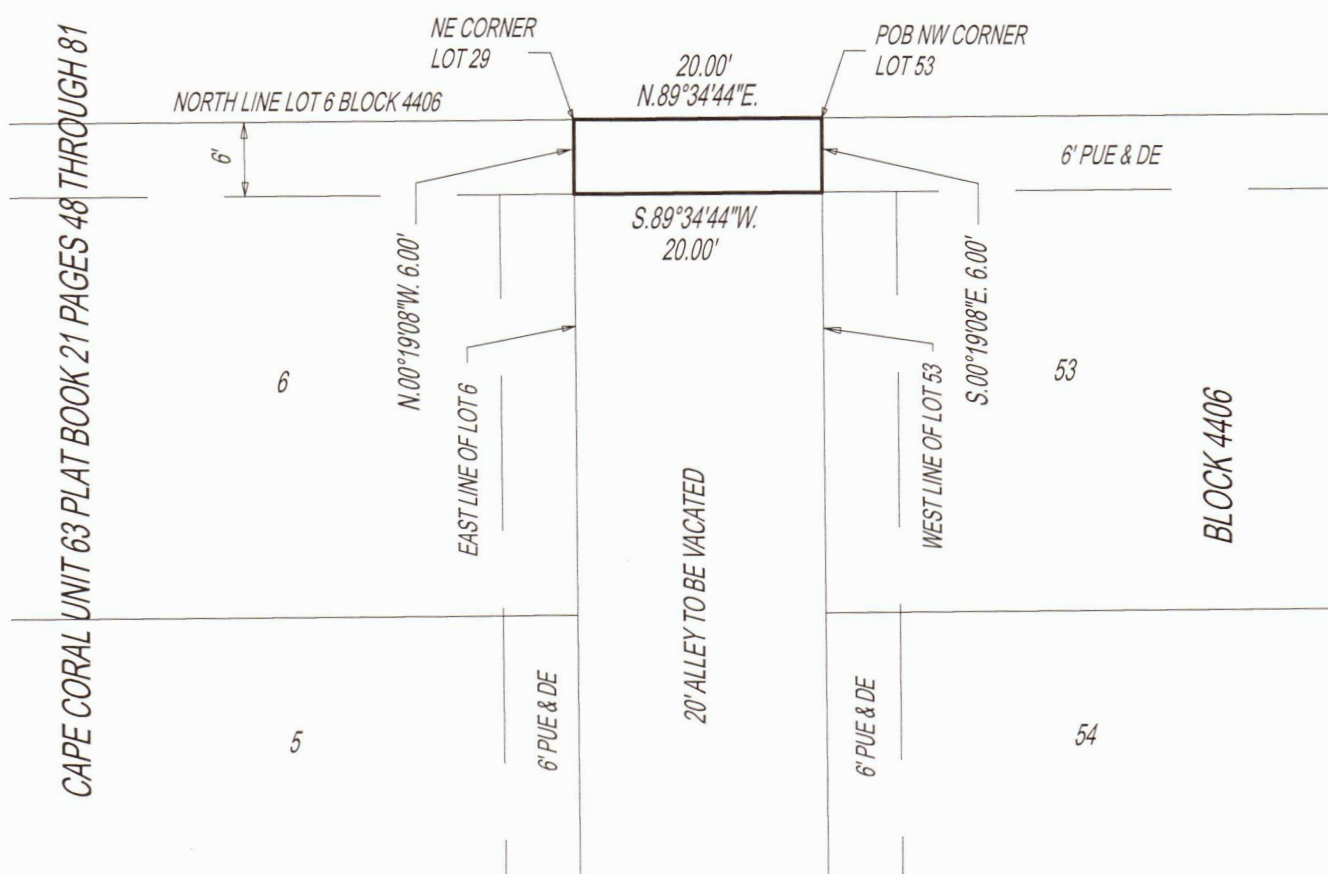 CAPE CORAL UNIT 63 PLAT BOOK 21 PAGES 48 THROUGH 81
NE CORNER
LOT 29
POB NW CORNER
LOT 53
20.00'
N.89°34'44"E.
NORTH LINE LOT 6 BLOCK 4406
6'
6' PUE & DE
S.89°34'44"W.
20.00'
N.00°19'08"W. 6.00'
S.00°19'08"E. 6.00'
EAST LINE OF LOT 6
WEST LINE OF LOT 53
6
53
BLOCK 4406
20' ALLEY TO BE VACATED
5
6' PUE & DE
6' PUE & DE
54